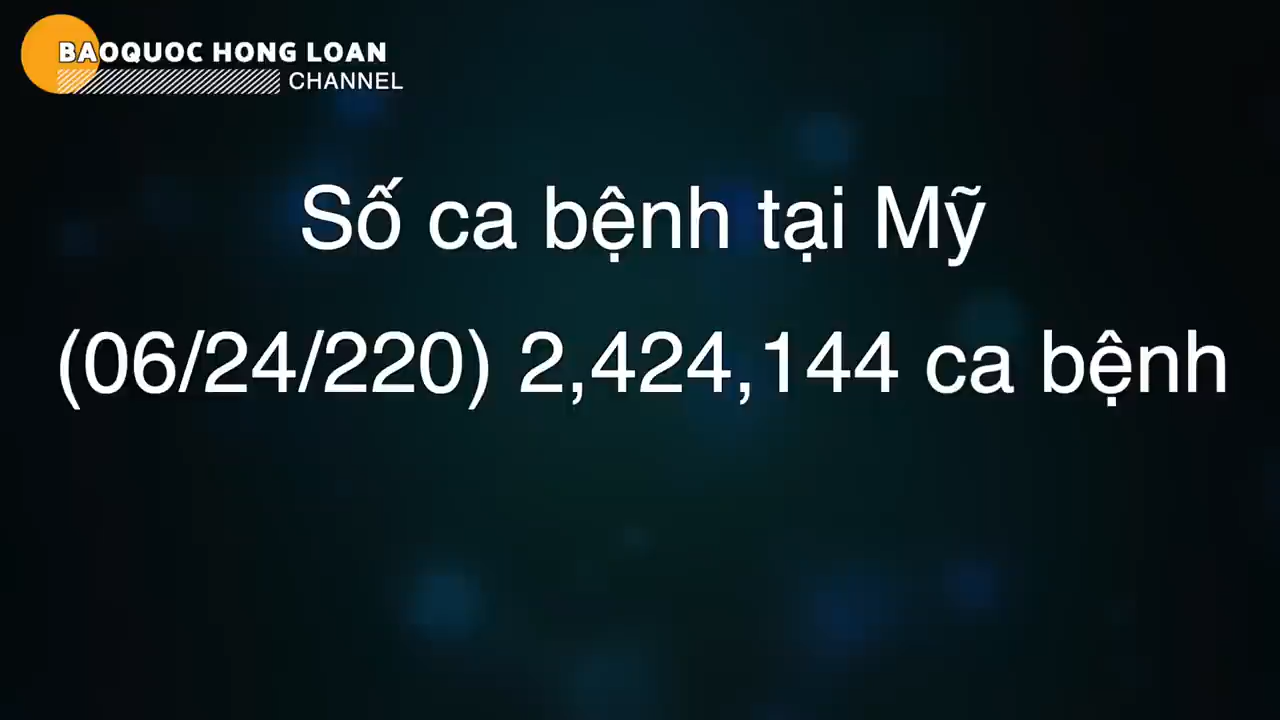 BAOQUOC HONG LOAN
CHANNEL
Số ca bệnh tại Mỹ
(06/24/220) 2,424,144 ca bệnh